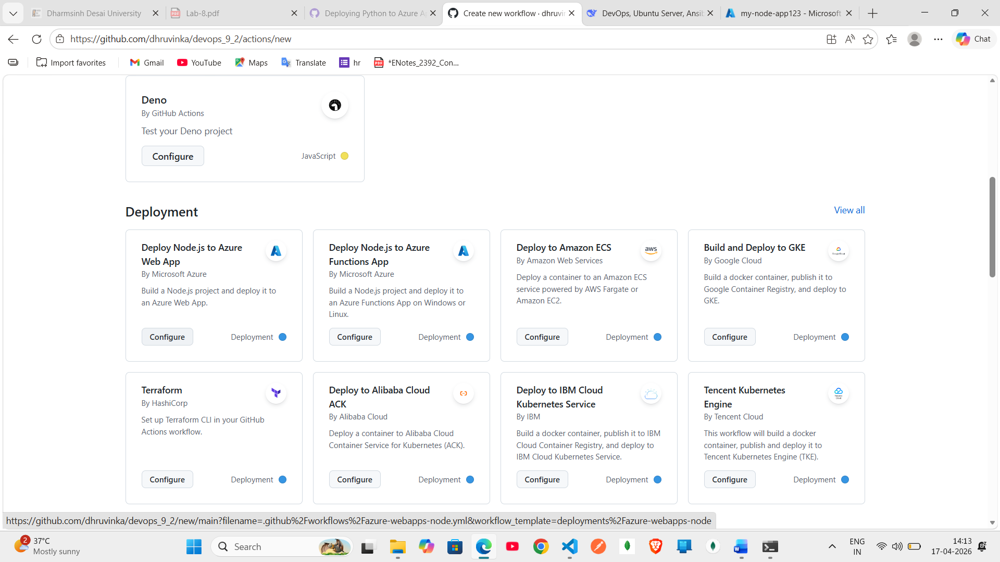 Dharmsinh Desai University
Lab-8.pdf
Deploying Python to Azure Ap
Create new workflow · dhruvin
DevOps, Ubuntu Server, Ansib
my-node-app123 - Microsoft
https://github.com/dhruvinka/devops_9_2/actions/new
Chat
Import favorites
Gmail
YouTube
Maps
Translate
hr
PDF
*ENotes_2392_Con...
Deno
By GitHub Actions
Test your Deno project
Configure
JavaScript
Deployment
View all
Deploy Node.js to Azure
Web App
By Microsoft Azure
Build a Node.js project and deploy it to
an Azure Web App.
Configure
Deployment
Deploy Node.js to Azure
Functions App
By Microsoft Azure
Build a Node.js project and deploy it to
an Azure Functions App on Windows or
Linux.
Configure
Deployment
Deploy to Amazon ECS
aws
By Amazon Web Services
Deploy a container to an Amazon ECS
service powered by AWS Fargate or
Amazon EC2.
Configure
Deployment
Build and Deploy to GKE
Google Cloud
By Google Cloud
Build a docker container, publish it to
Google Container Registry, and deploy to
GKE.
Configure
Deployment
Terraform
By HashiCorp
Set up Terraform CLI in your GitHub
Actions workflow.
Configure
Deployment
Deploy to Alibaba Cloud
ACK
By Alibaba Cloud
Deploy a container to Alibaba Cloud
Container Service for Kubernetes (ACK).
Configure
Deployment
Deploy to IBM Cloud
Kubernetes Service
By IBM
Build a docker container, publish it to IBM
Cloud Container Registry, and deploy to
IBM Cloud Kubernetes Service.
Configure
Deployment
Tencent Kubernetes
Engine
Tencent
Cloud
By Tencent Cloud
This workflow will build a docker
container, publish and deploy it to
Tencent Kubernetes Engine (TKE).
Configure
Deployment
https://github.com/dhruvinka/devops_9_2/new/main?filename=.github%2Fworkflows%2Fazure-webapps-node.yml&workflow_template=deployments%2Fazure-webapps-node
2
37°C
Mostly sunny
Search
ENG
IN
14:13
17-04-2026